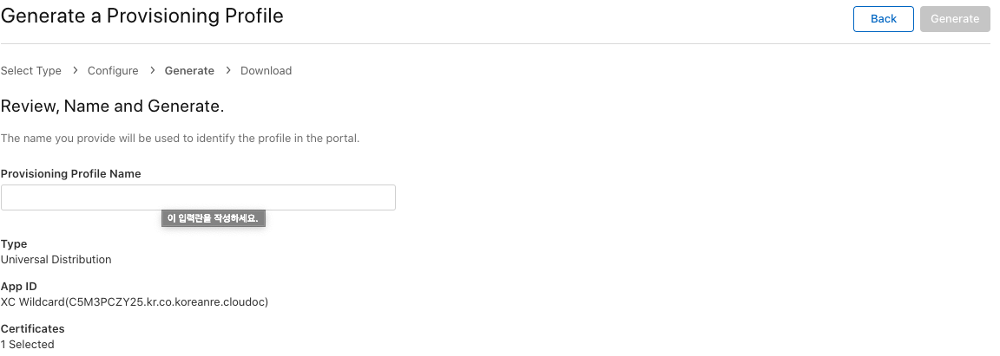 Generate a Provisioning Profile
Back
Generate
Select Type > Configure > Generate > Download
Review, Name and Generate.
The name you provide will be used to identify the profile in the portal.
Provisioning Profile Name
이 입력란을 작성하세요.
Type
Universal Distribution
App ID
XC Wildcard(C5M3PCZY25.kr.co.koreanre.cloudoc)
Certificates
1 Selected